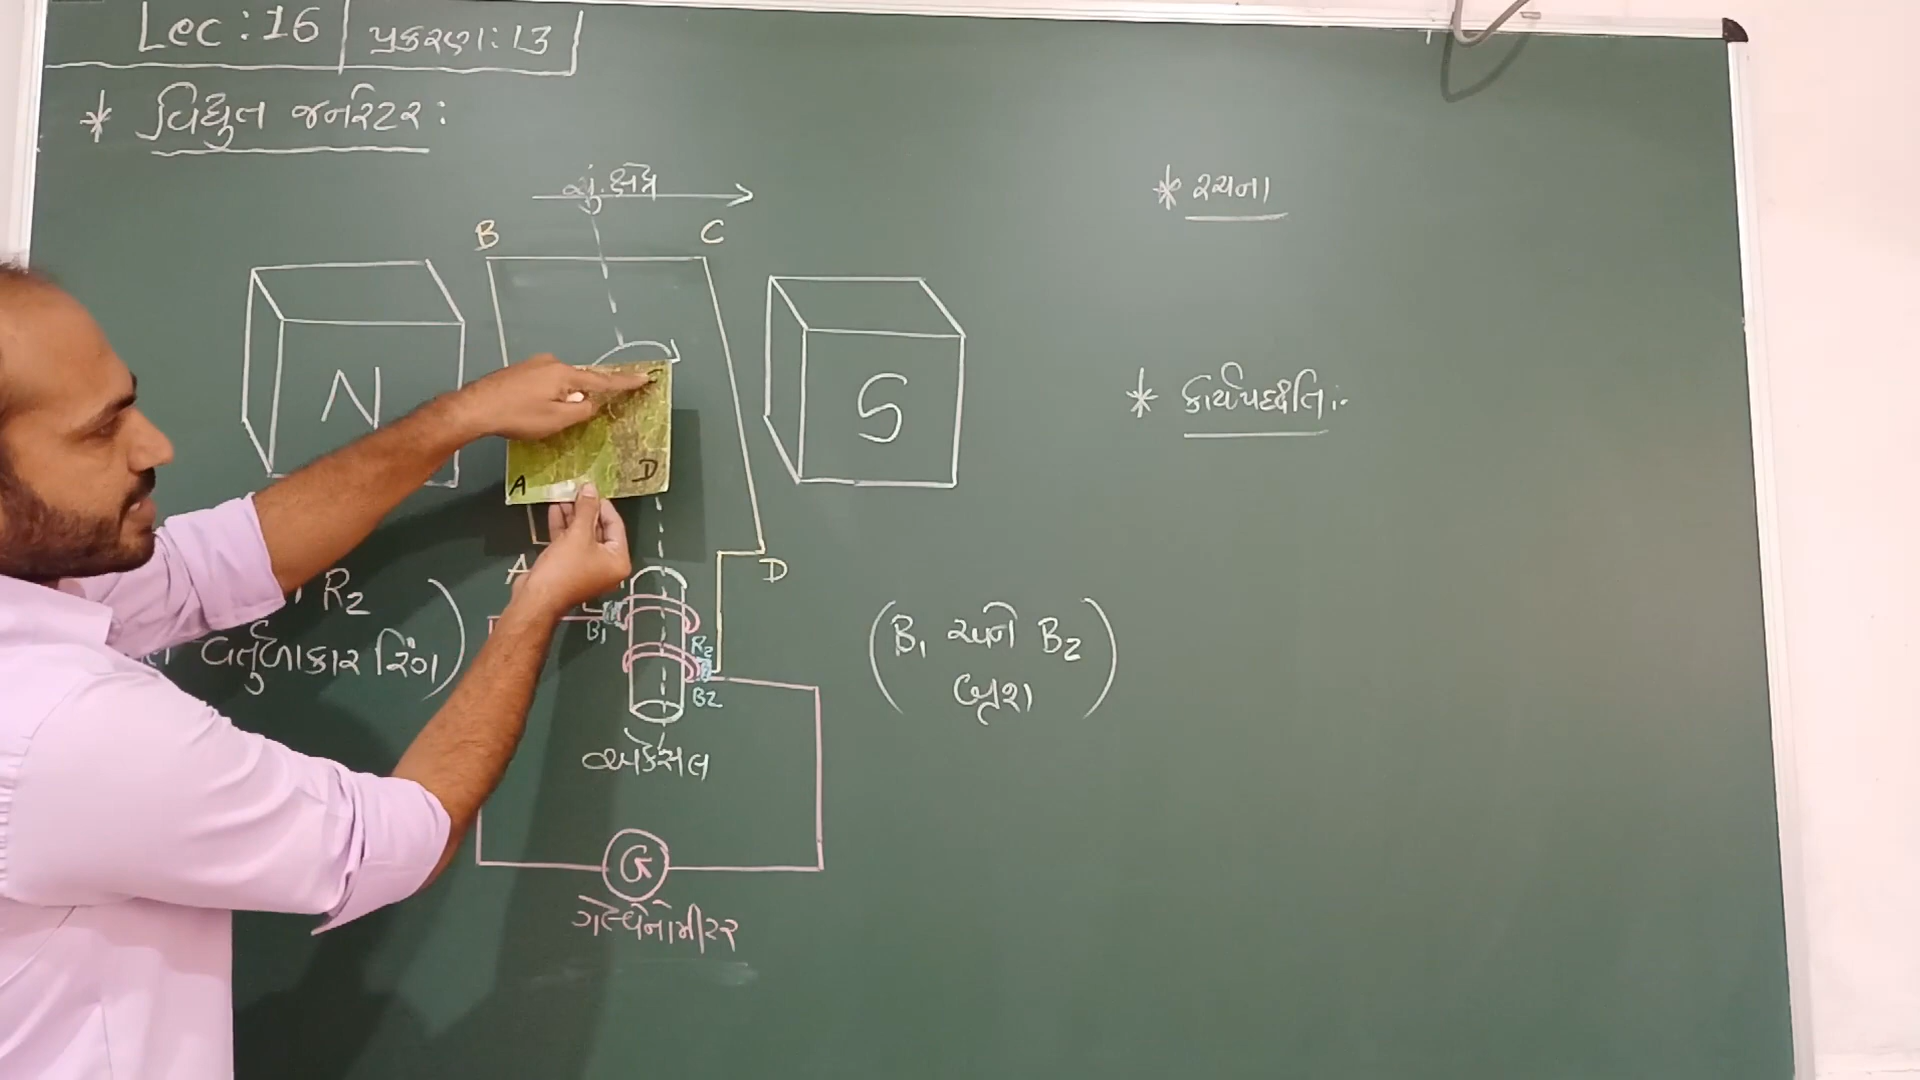 Lec : 16 | પ્રકરણ : 13
* વિદ્યુત જનરેટર :
ચું. ક્ષેત્ર
B C
* રચના
N S
* કાર્યપદ્ધતિ :-
A D
A D
R2
વર્તુળાકાર રિંગ
B1 R2 B2
(B1 અને B2
બ્રશ)
એક્સલ
G
ગેલ્વેનોમીટર